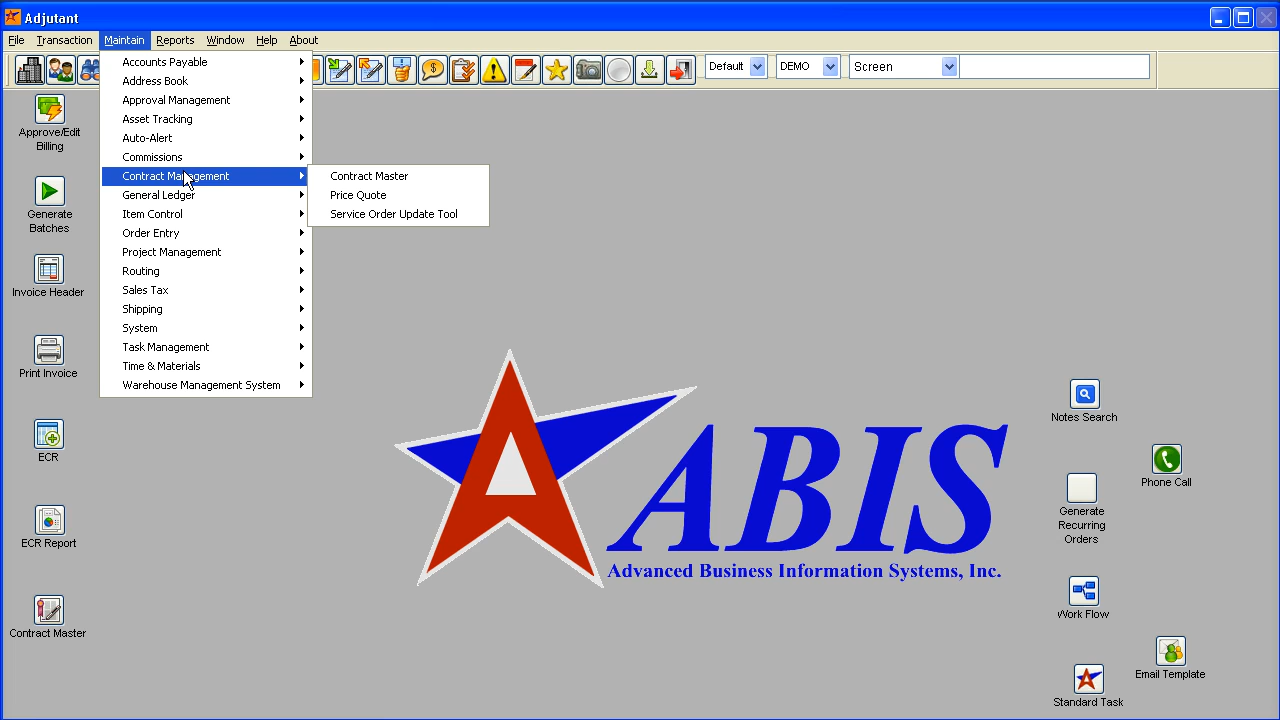 Adjutant
File Transaction Maintain Reports Window Help About
Default DEMO Screen
Accounts Payable
Address Book
Approval Management
Asset Tracking
Auto-Alert
Commissions
Contract Management
General Ledger
Item Control
Order Entry
Project Management
Routing
Sales Tax
Shipping
System
Task Management
Time & Materials
Warehouse Management System
Contract Master
Price Quote
Service Order Update Tool
Approve/Edit
Billing
Generate
Batches
Invoice Header
Print Invoice
ECR
ECR Report
Contract Master
ABIS
Advanced Business Information Systems, Inc.
Notes Search
Phone Call
Generate
Recurring
Orders
Work Flow
Email Template
Standard Task